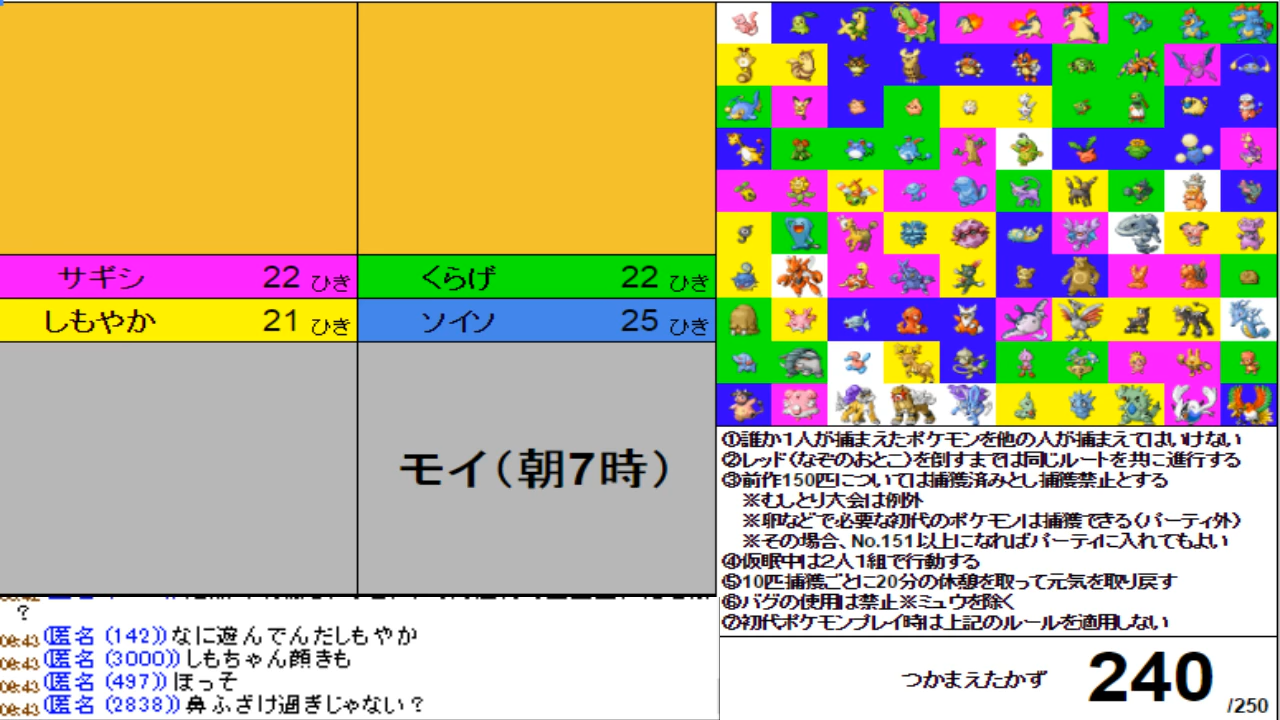 サギシ 22 ひき
くらげ 22 ひき
しもやか 21 ひき
ソイソ 25 ひき
モイ(朝7時)
?
08:43 (匿名 (142)) なに遊んでんだしもやか
08:43 (匿名 (3000)) しもちゃん顔きも
08:43 (匿名 (497)) ほっそ
08:43 (匿名 (2838)) 鼻ふざけ過ぎじゃない?
①誰か1人が捕まえたポケモンを他の人が捕まえてはいけない
②レッド(なぞのおとこ)を倒すまでは同じルートを共に進行する
③前作150匹については捕獲済みとし捕獲禁止とする
※むしとり大会は例外
※卵などで必要な初代のポケモンは捕獲できる(パーティ外)
※その場合、No.151以上になればパーティに入れてもよい
④仮眠中は2人1組で行動する
⑤10匹捕獲ごとに20分の休憩を取って元気を取り戻す
⑥バグの使用は禁止※ミュウを除く
⑦初代ポケモンプレイ時は上記のルールを適用しない
つかまえたかず 240 /250